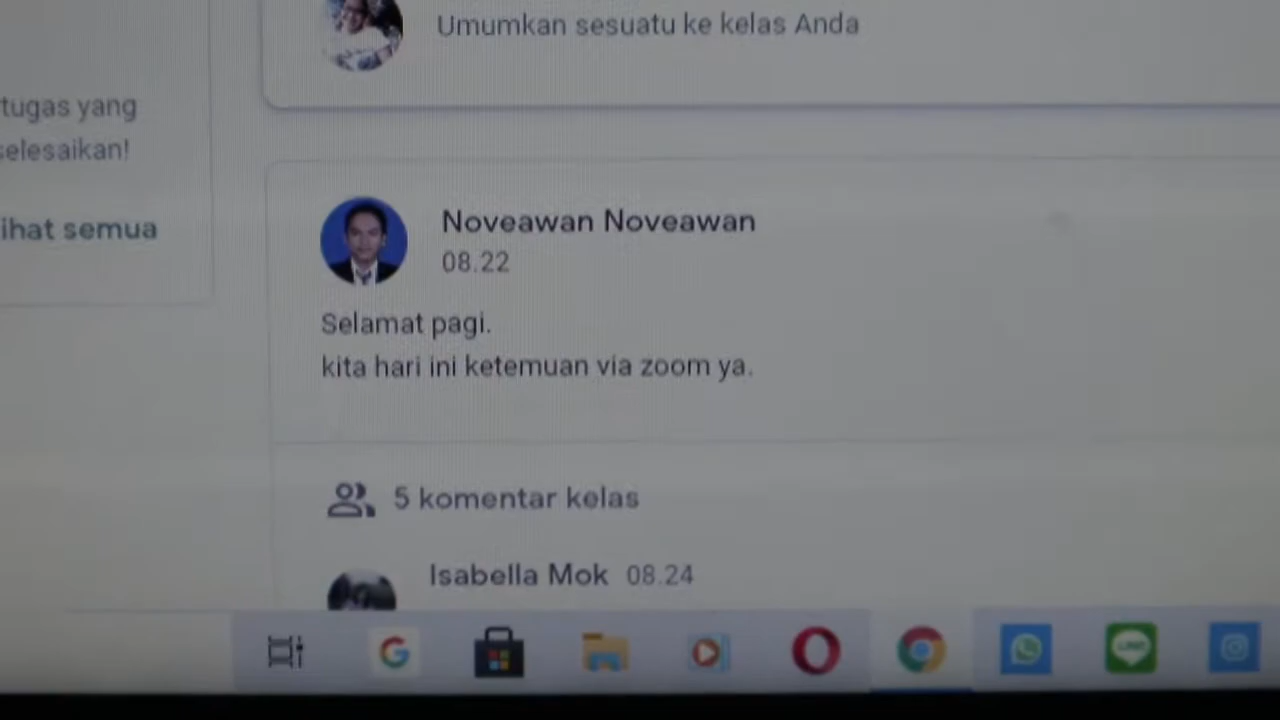 Umumkan sesuatu ke kelas Anda
tugas yang
selesaikan!
ihat semua
Noveawan Noveawan
08.22
Selamat pagi.
kita hari ini ketemuan via zoom ya.
5 komentar kelas
Isabella Mok 08.24
G
LINE